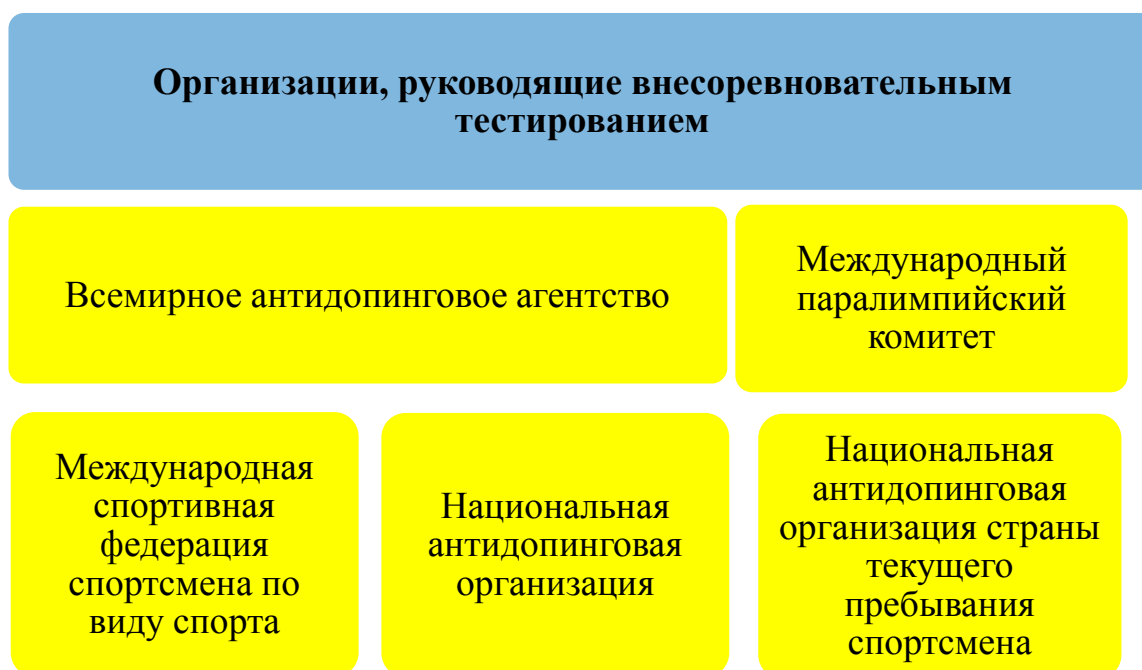 Организации, руководящие внесоревновательным
тестированием
Всемирное антидопинговое агентство
Международный
паралимпийский
комитет
Международная
спортивная
федерация
спортсмена по
виду спорта
Национальная
антидопинговая
организация
Национальная
антидопинговая
организация страны
текущего
пребывания
спортсмена